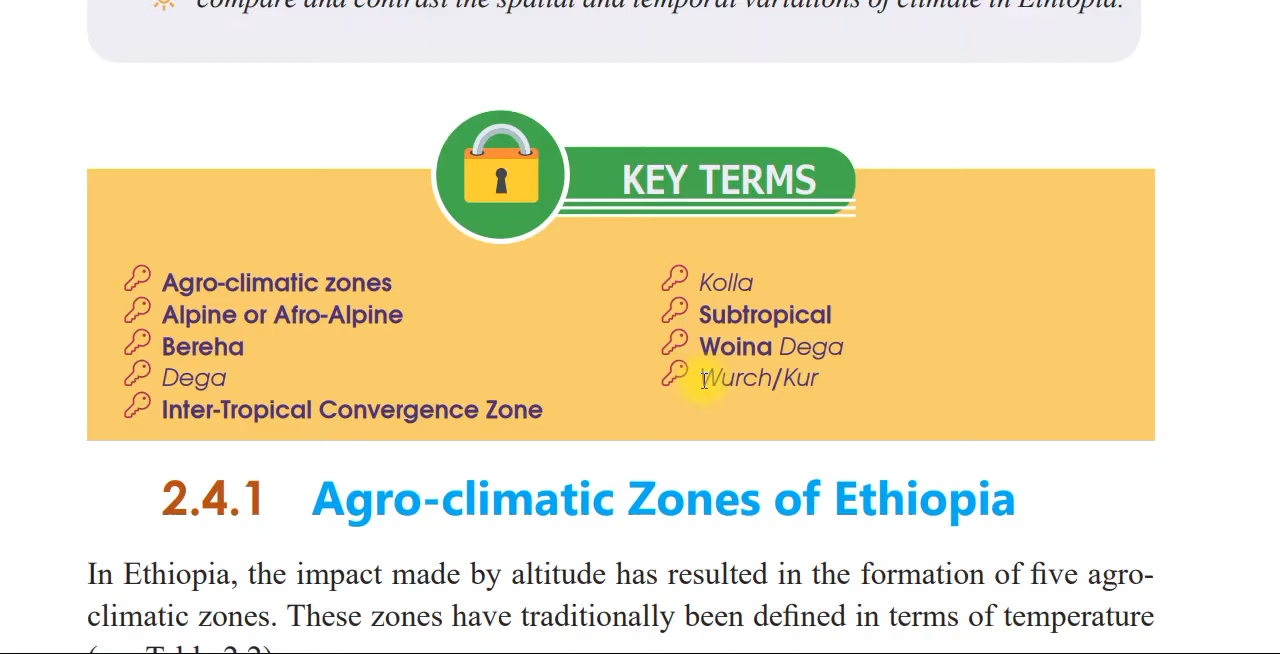 compare and contrast the spatial and temporal variations of climate in Ethiopia.
KEY TERMS
Agro-climatic zones
Alpine or Afro-Alpine
Bereha
Dega
Inter-Tropical Convergence Zone
Kolla
Subtropical
Woina Dega
Wurch/Kur
2.4.1 Agro-climatic Zones of Ethiopia
In Ethiopia, the impact made by altitude has resulted in the formation of five agro-
climatic zones. These zones have traditionally been defined in terms of temperature